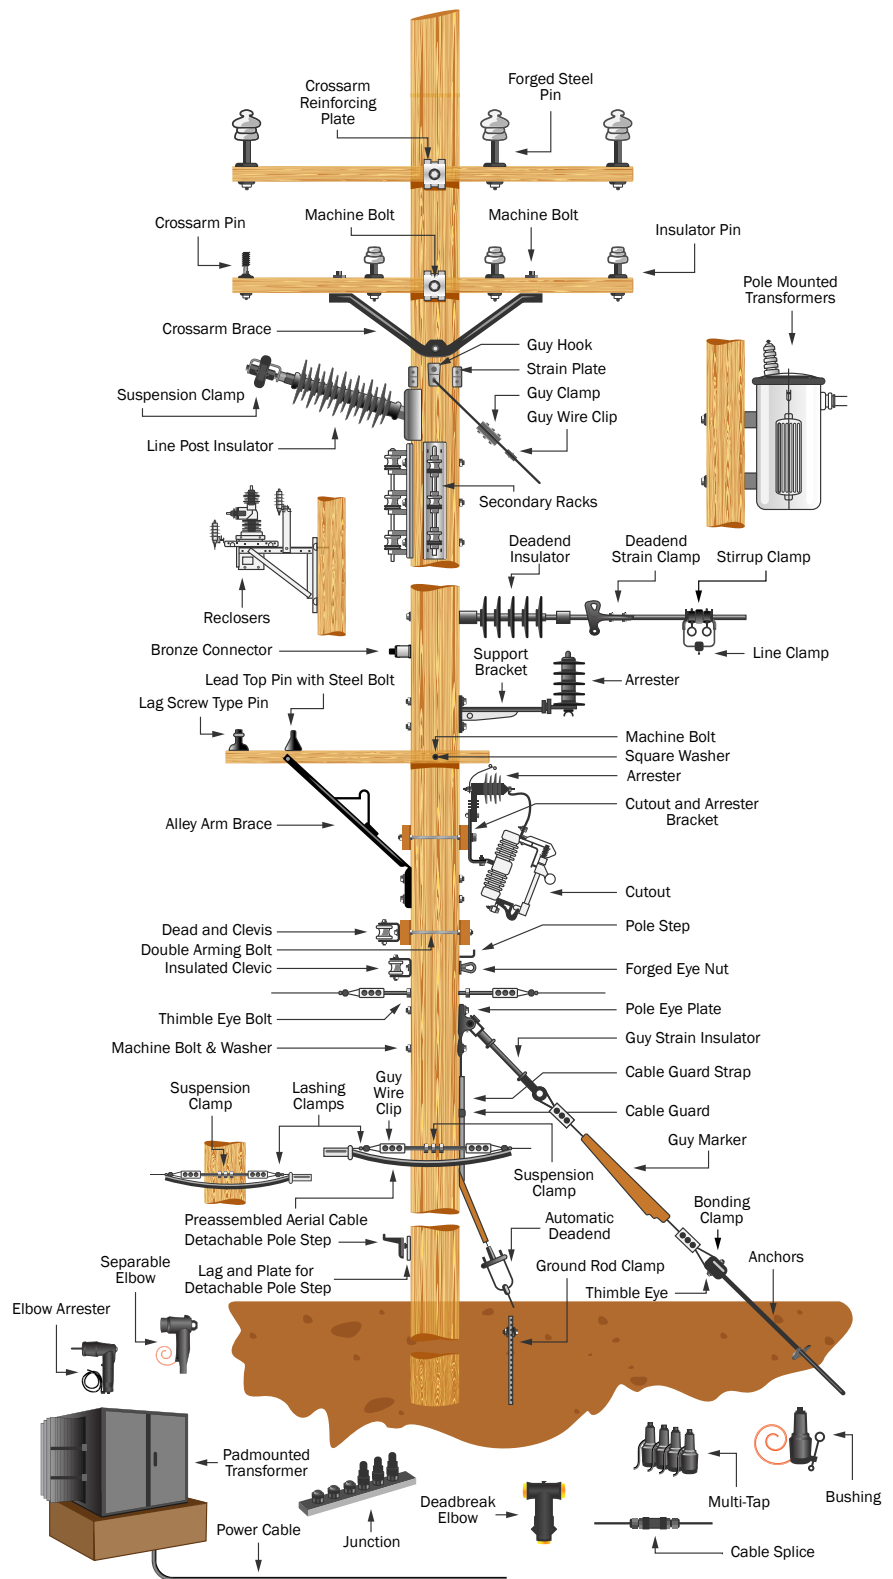 Crossarm
Reinforcing
Plate
Forged Steel
Pin
Crossarm Pin
Machine Bolt
Machine Bolt
Insulator Pin
Pole Mounted
Transformers
Crossarm Brace
Guy Hook
Strain Plate
Suspension Clamp
Guy Clamp
Guy Wire Clip
Line Post Insulator
Secondary Racks
Deadend
Insulator
Deadend
Strain Clamp
Stirrup Clamp
Reclosers
Bronze Connector
Support
Bracket
Line Clamp
Lead Top Pin with Steel Bolt
Arrester
Lag Screw Type Pin
Machine Bolt
Square Washer
Arrester
Cutout and Arrester
Bracket
Alley Arm Brace
Cutout
Dead and Clevis
Pole Step
Double Arming Bolt
Insulated Clevic
Forged Eye Nut
Thimble Eye Bolt
Pole Eye Plate
Machine Bolt & Washer
Guy Strain Insulator
Suspension
Clamp
Lashing
Clamps
Guy
Wire
Clip
Cable Guard Strap
Cable Guard
Guy Marker
Suspension
Clamp
Bonding
Clamp
Preassembled Aerial Cable
Detachable Pole Step
Automatic
Deadend
Separable
Elbow
Lag and Plate for
Detachable Pole Step
Ground Rod Clamp
Anchors
Thimble Eye
Elbow Arrester
Padmounted
Transformer
Power Cable
Junction
Deadbreak
Elbow
Multi-Tap
Bushing
Cable Splice